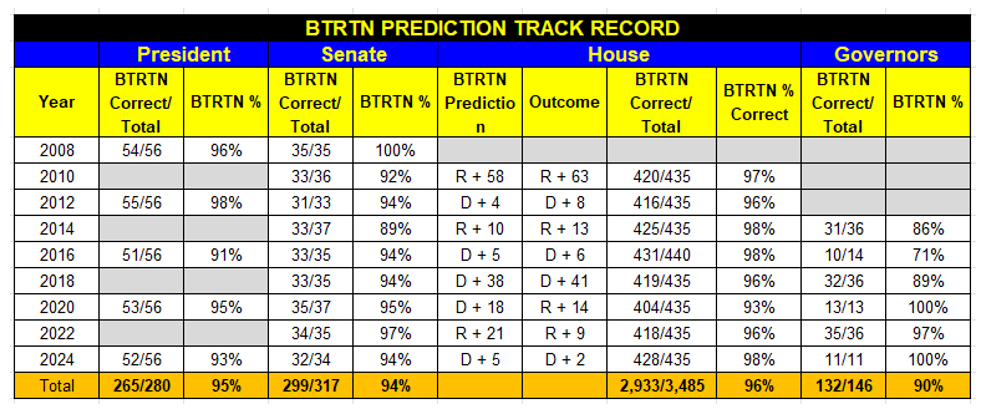 BTRTN PREDICTION TRACK RECORD
President Senate House Governors
Year BTRTN Correct/ Total BTRTN % BTRTN Correct/ Total BTRTN % BTRTN Predictio n Outcome BTRTN Correct/ Total BTRTN % Correct BTRTN Correct/ Total BTRTN %
2008 54/56 96% 35/35 100%
2010 33/36 92% R + 58 R + 63 420/435 97%
2012 55/56 98% 31/33 94% D + 4 D + 8 416/435 96%
2014 33/37 89% R + 10 R + 13 425/435 98% 31/36 86%
2016 51/56 91% 33/35 94% D + 5 D + 6 431/440 98% 10/14 71%
2018 33/35 94% D + 38 D + 41 419/435 96% 32/36 89%
2020 53/56 95% 35/37 95% D + 18 R + 14 404/435 93% 13/13 100%
2022 34/35 97% R + 21 R + 9 418/435 96% 35/36 97%
2024 52/56 93% 32/34 94% D + 5 D + 2 428/435 98% 11/11 100%
Total 265/280 95% 299/317 94% 2,933/3,485 96% 132/146 90%